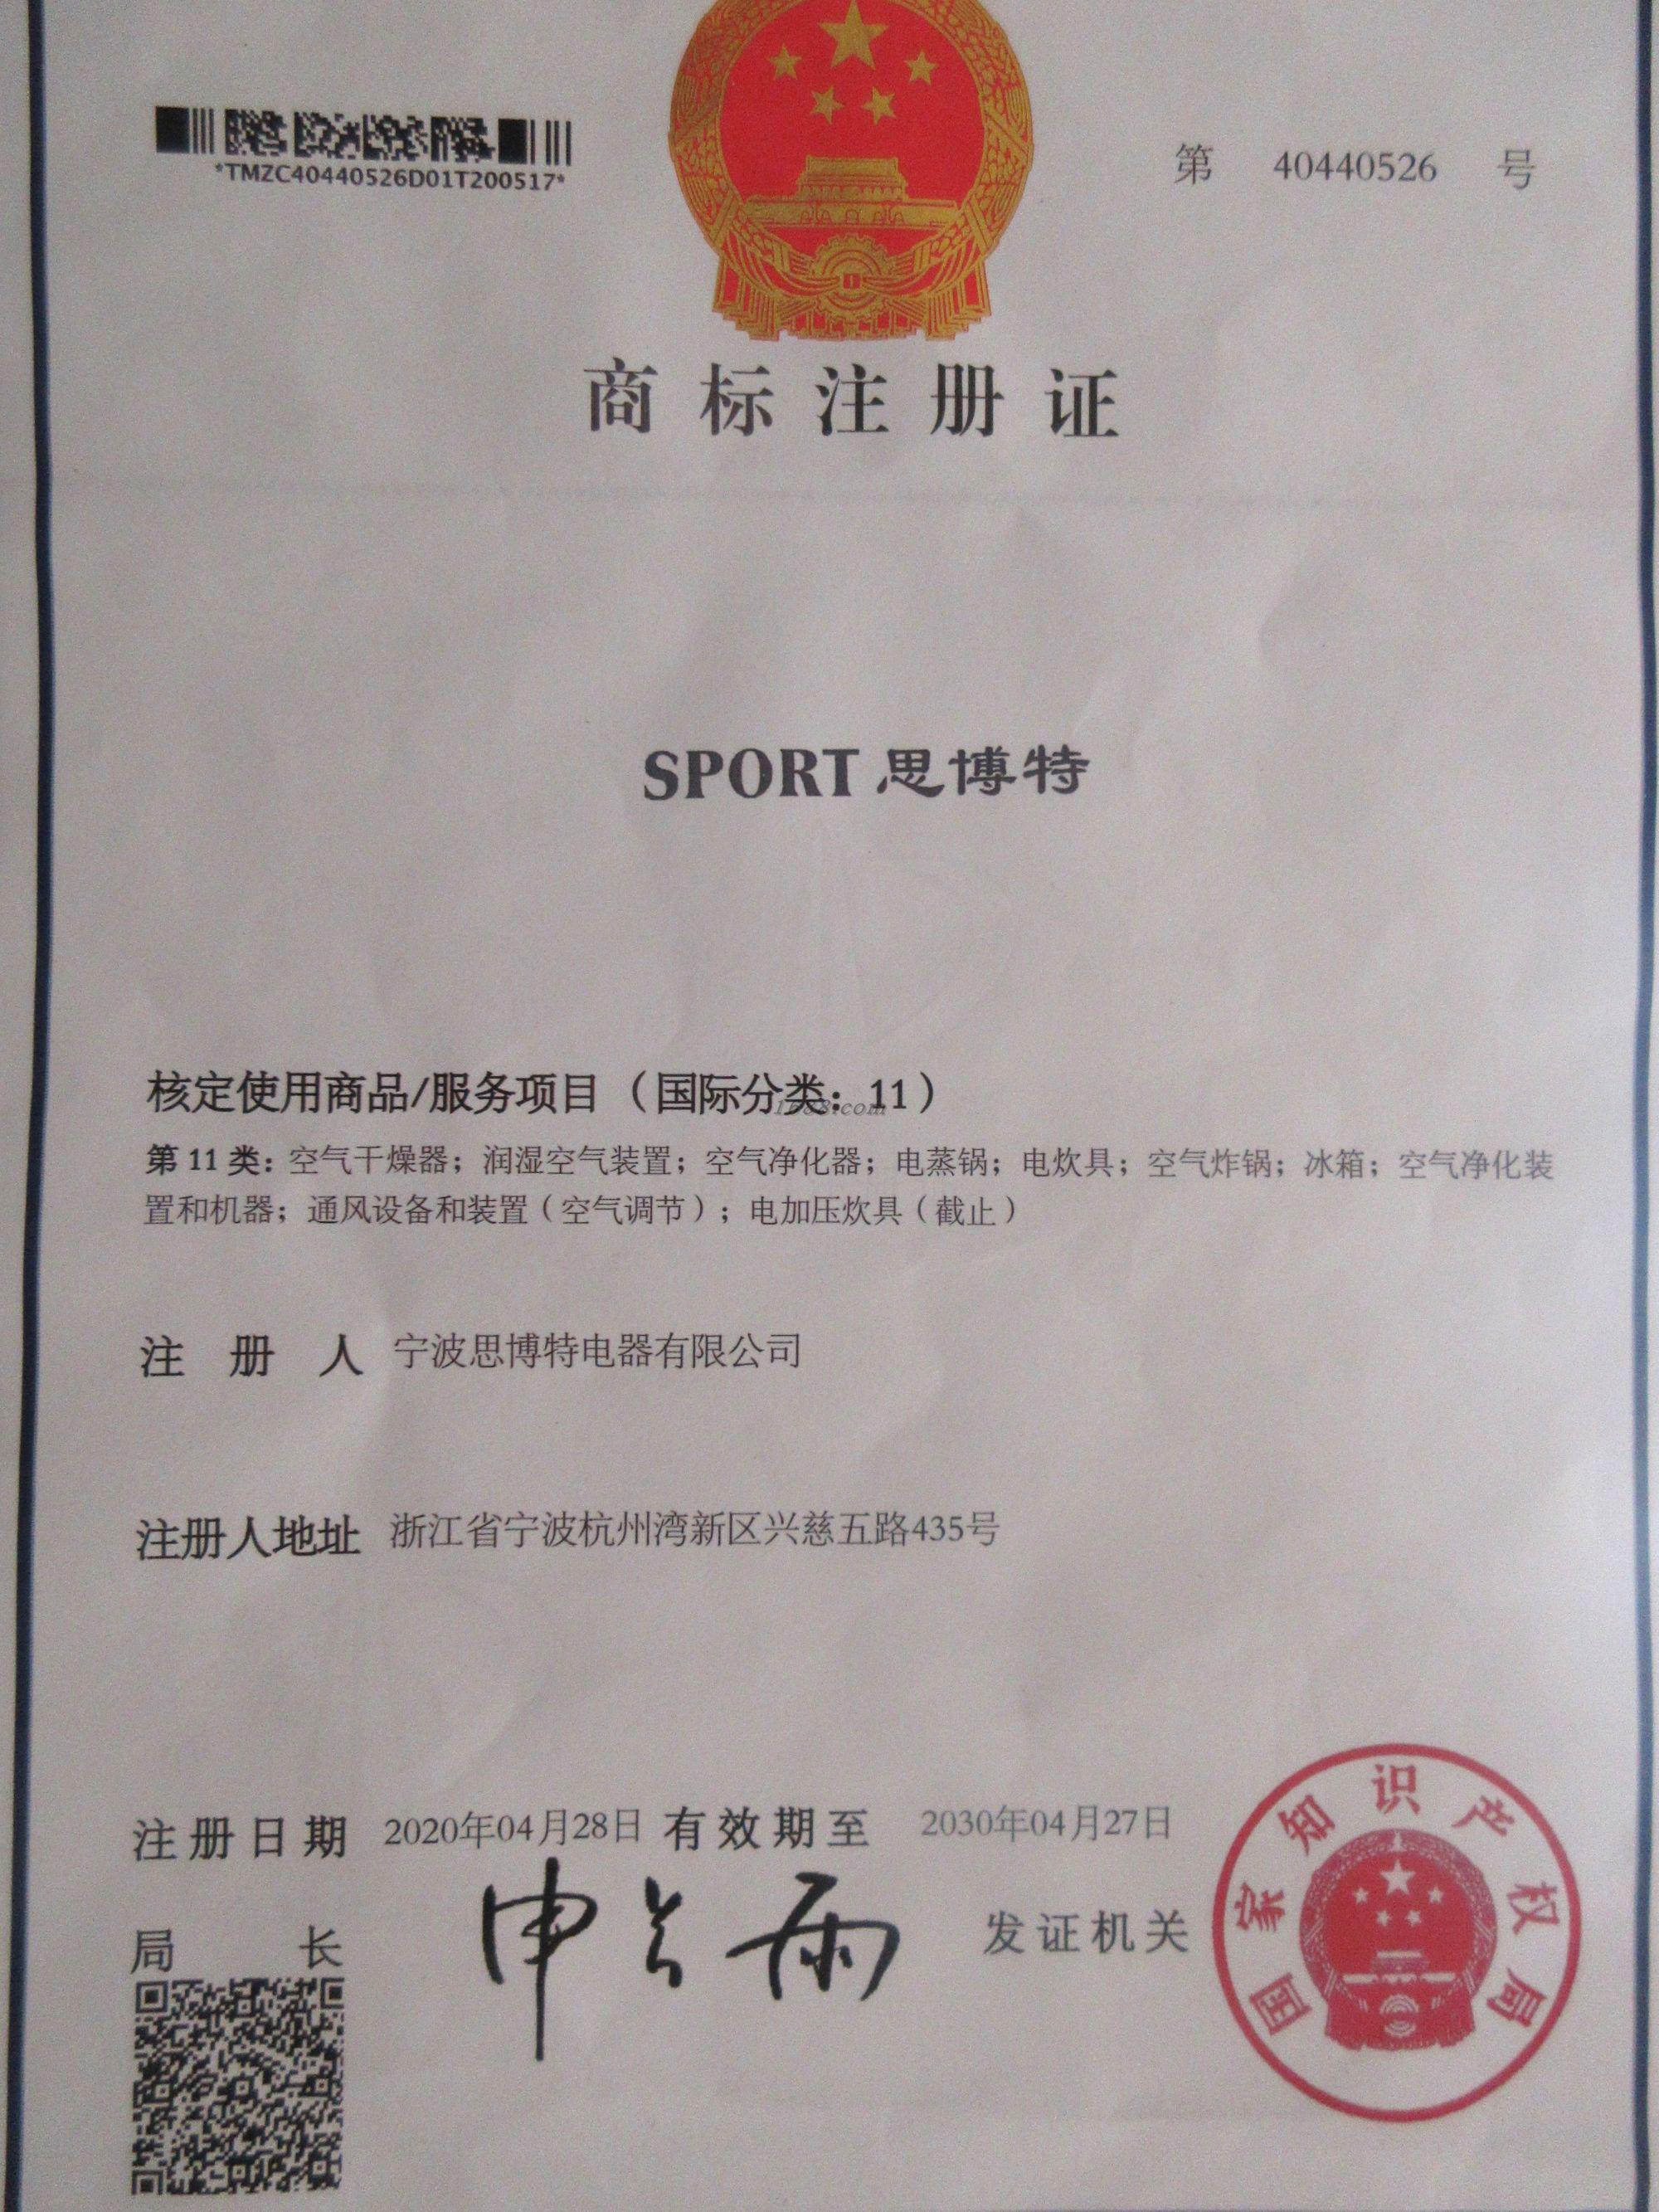 *TMZC40440526D01T200517*
第 40440526 号
商标注册证
SPORT 思博特
核定使用商品/服务项目（国际分类：11）
1688.com
第 11 类：空气干燥器；润湿空气装置；空气净化器；电蒸锅；电炊具；空气炸锅；冰箱；空气净化装
置和机器；通风设备和装置（空气调节）；电加压炊具（截止）
注册人 宁波思博特电器有限公司
注册人地址 浙江省宁波杭州湾新区兴慈五路435号
注册日期 2020年04月28日 有效期至 2030年04月27日
局长 申长雨 发证机关
国家知识产权局